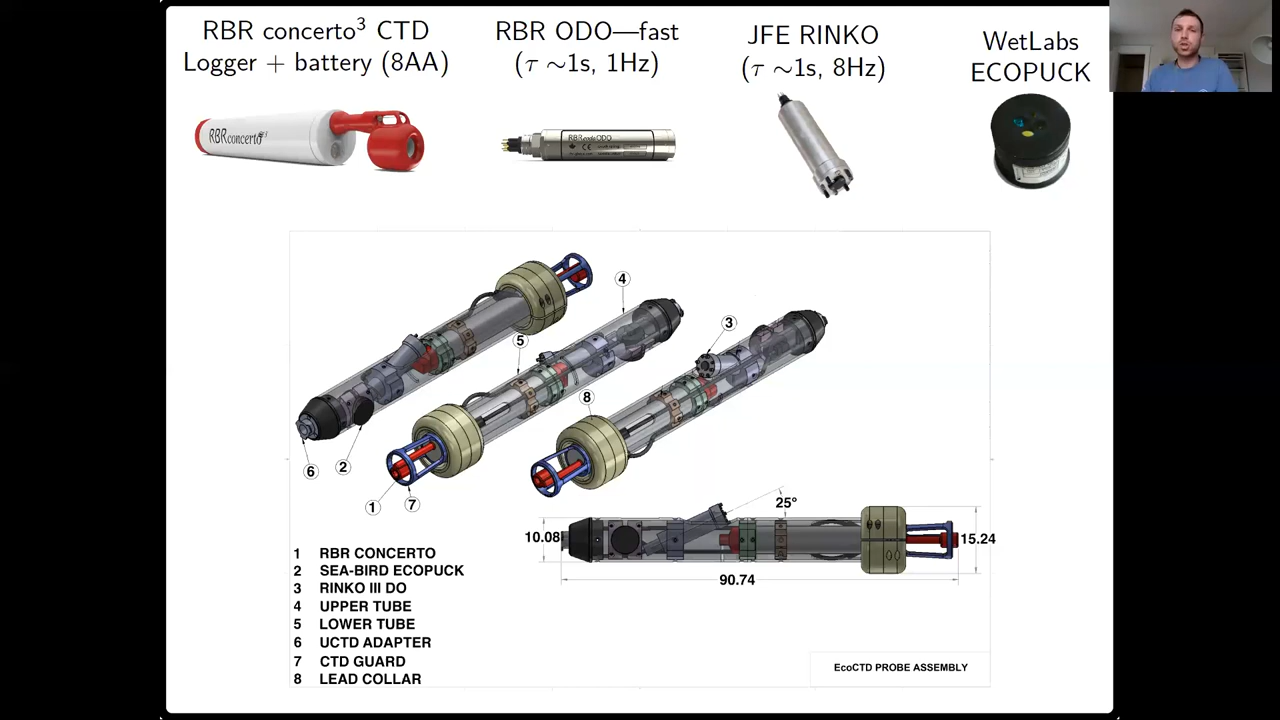 RBR concerto³ CTD
Logger + battery (8AA)
RBR ODO—fast
(τ ∼1s, 1Hz)
JFE RINKO
(τ ∼1s, 8Hz)
WetLabs
ECOPUCK
RBRconcerto³
RBRcodaODO
4
3
5
8
6
2
1
7
25°
10.08
15.24
90.74
1 RBR CONCERTO
2 SEA-BIRD ECOPUCK
3 RINKO III DO
4 UPPER TUBE
5 LOWER TUBE
6 UCTD ADAPTER
7 CTD GUARD
8 LEAD COLLAR
EcoCTD PROBE ASSEMBLY